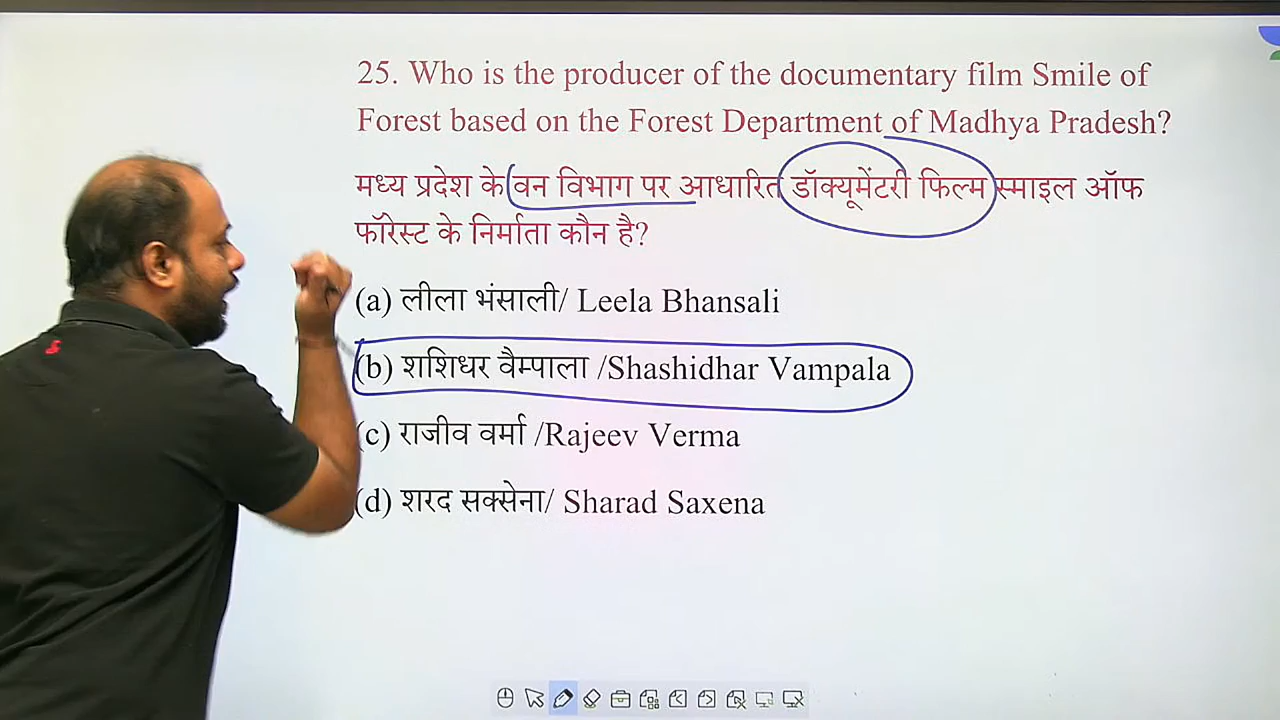 25. Who is the producer of the documentary film Smile of
Forest based on the Forest Department of Madhya Pradesh?
मध्य प्रदेश के वन विभाग पर आधारित डॉक्यूमेंटरी फिल्म स्माइल ऑफ
फॉरेस्ट के निर्माता कौन है?
(a) लीला भंसाली/ Leela Bhansali
(b) शशिधर वैम्पाला /Shashidhar Vampala
(c) राजीव वर्मा /Rajeev Verma
(d) शरद सक्सेना/ Sharad Saxena